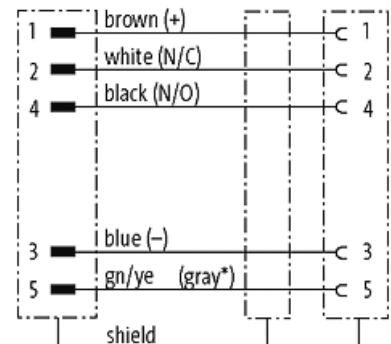 1 brown (+) 1
2 white (N/C) 2
4 black (N/O) 4
3 blue (–) 3
5 gn/ye (gray*) 5
shield